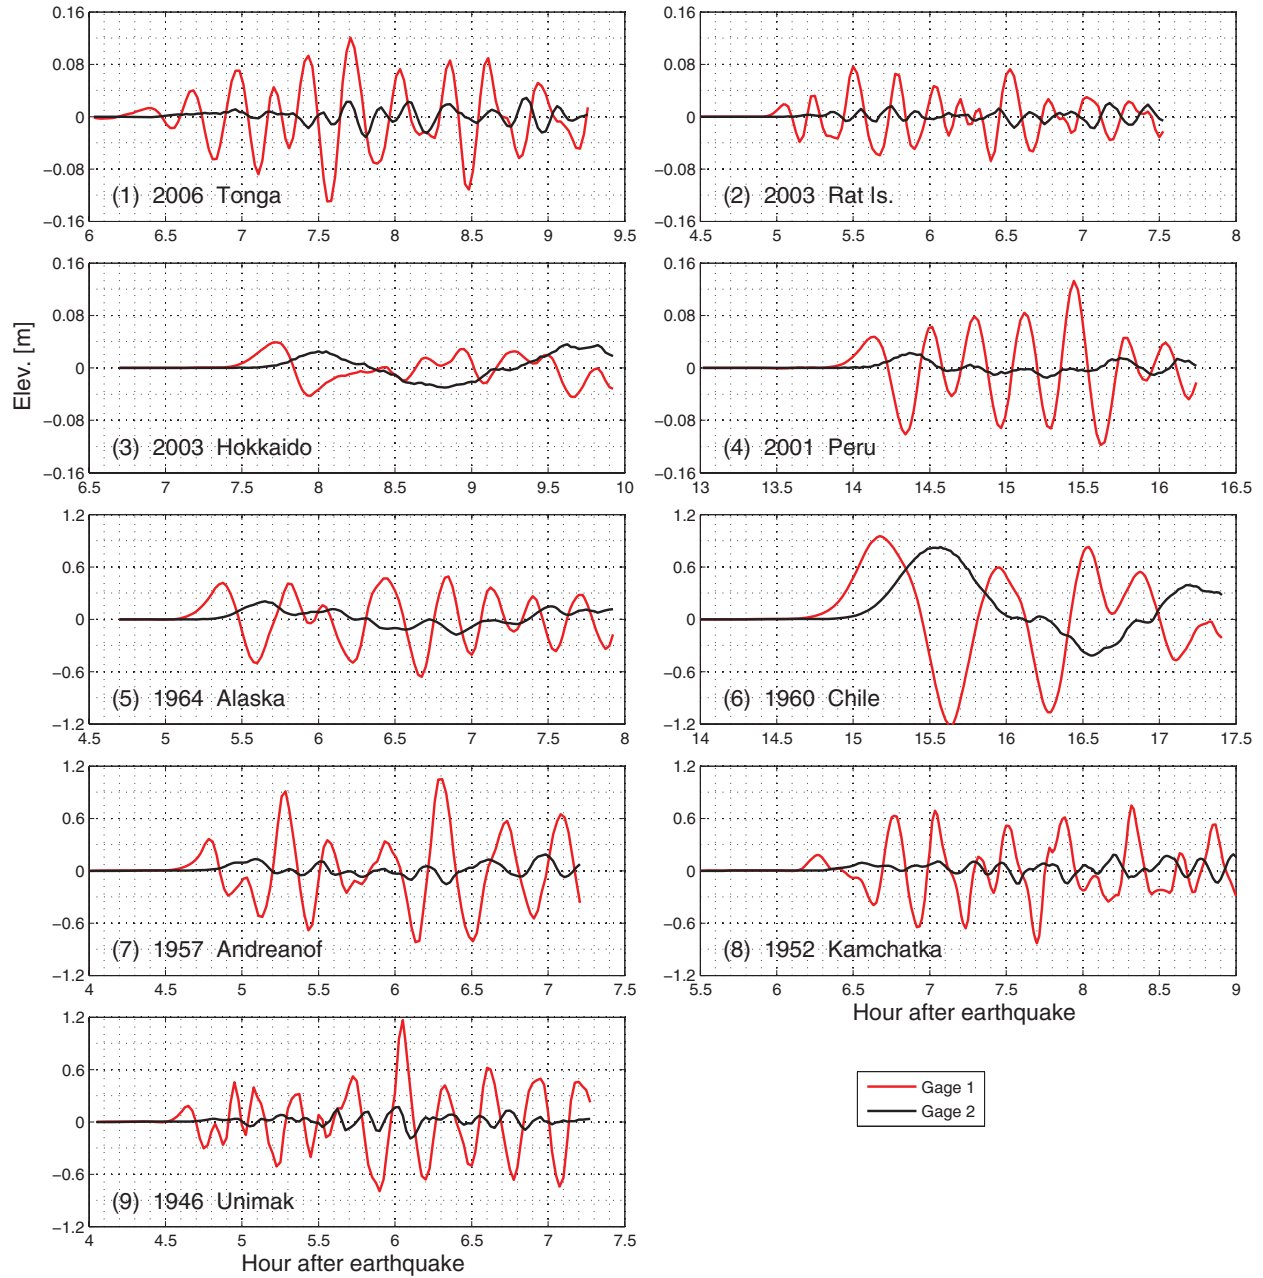 0.16
0.08
0
−0.08
−0.16
(1) 2006 Tonga
6 6.5 7 7.5 8 8.5 9 9.5
0.16
0.08
0
−0.08
−0.16
(2) 2003 Rat Is.
4.5 5 5.5 6 6.5 7 7.5 8
Elev. [m]
0.16
0.08
0
−0.08
−0.16
(3) 2003 Hokkaido
6.5 7 7.5 8 8.5 9 9.5 10
0.16
0.08
0
−0.08
−0.16
(4) 2001 Peru
13 13.5 14 14.5 15 15.5 16 16.5
1.2
0.6
0
−0.6
−1.2
(5) 1964 Alaska
4.5 5 5.5 6 6.5 7 7.5 8
1.2
0.6
0
−0.6
−1.2
(6) 1960 Chile
14 14.5 15 15.5 16 16.5 17 17.5
1.2
0.6
0
−0.6
−1.2
(7) 1957 Andreanof
4 4.5 5 5.5 6 6.5 7 7.5
1.2
0.6
0
−0.6
−1.2
(8) 1952 Kamchatka
5.5 6 6.5 7 7.5 8 8.5 9
Hour after earthquake
1.2
0.6
0
−0.6
−1.2
(9) 1946 Unimak
4 4.5 5 5.5 6 6.5 7 7.5
Hour after earthquake
Gage 1
Gage 2